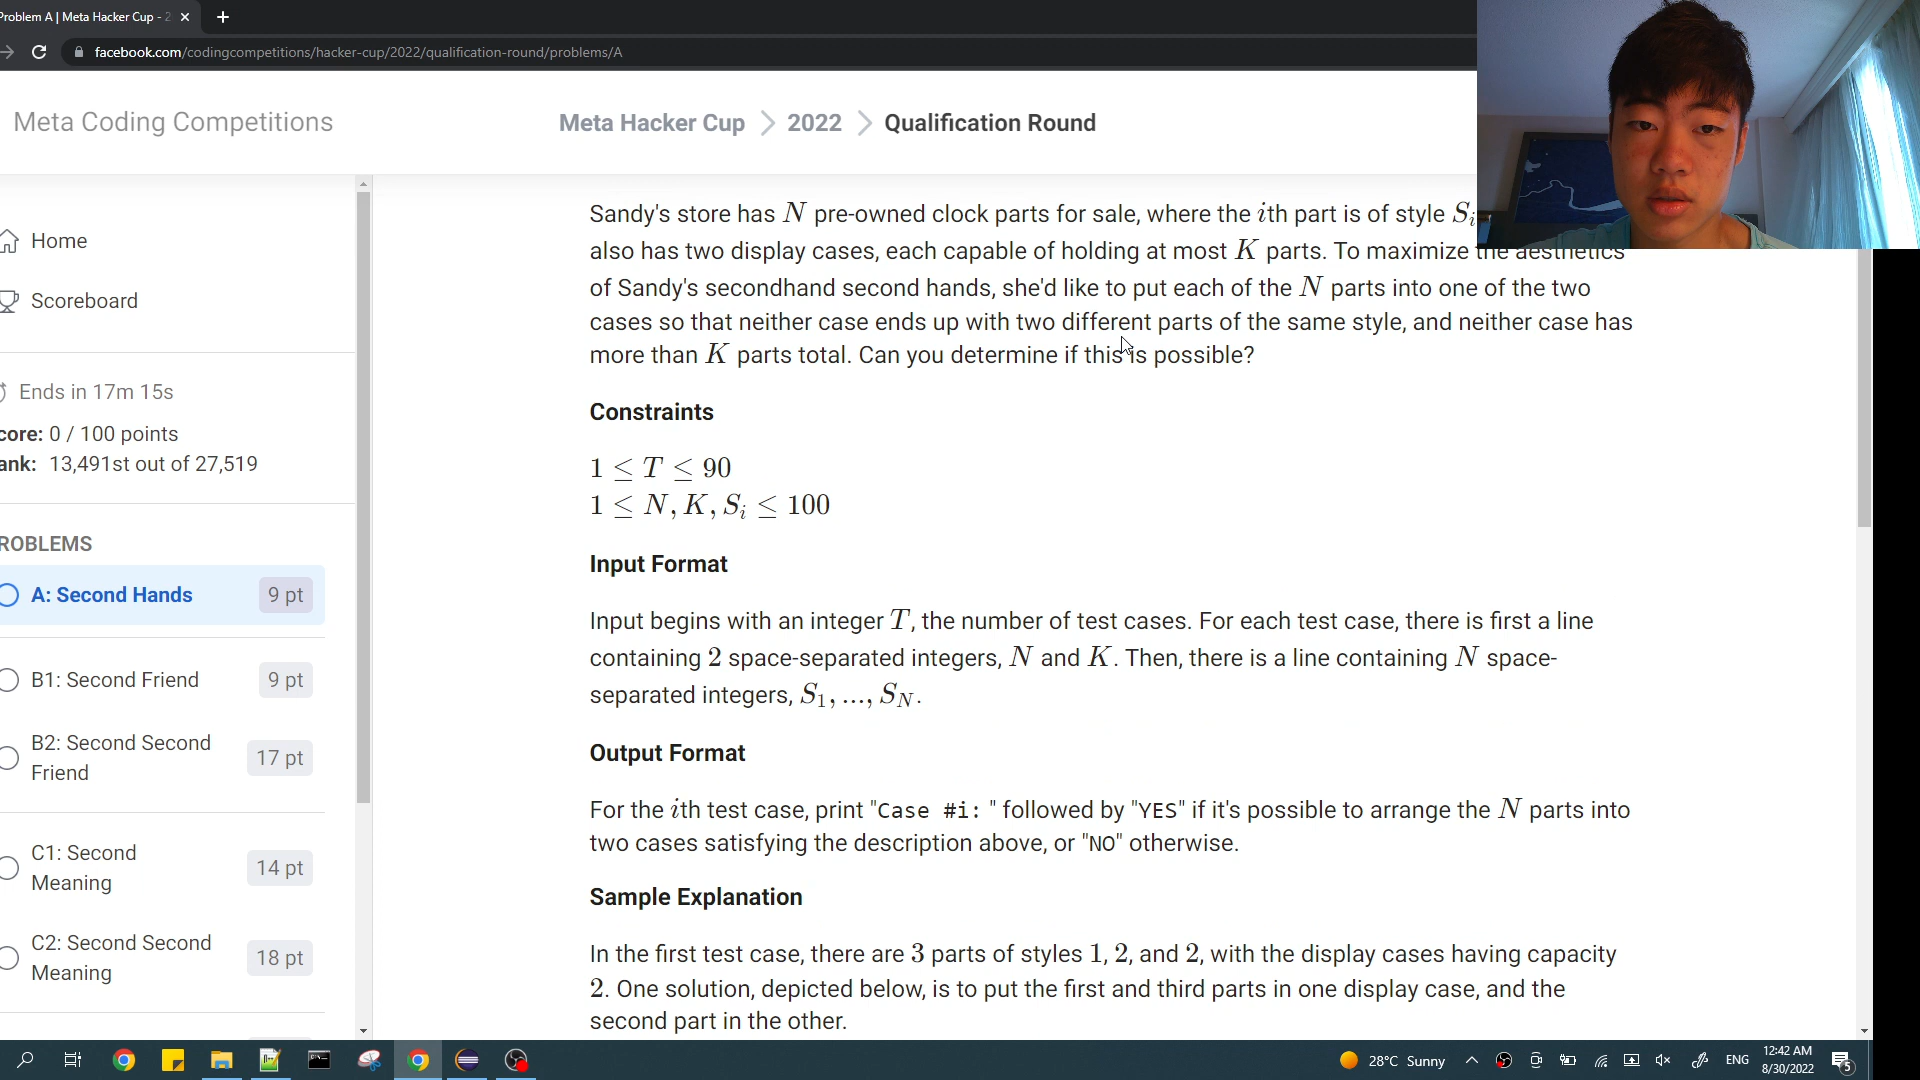 Problem A | Meta Hacker Cup - 2
facebook.com/codingcompetitions/hacker-cup/2022/qualification-round/problems/A
Meta Coding Competitions
Meta Hacker Cup > 2022 > Qualification Round
Home
Scoreboard
Ends in 17m 15s
core: 0 / 100 points
ank: 13,491st out of 27,519
ROBLEMS
A: Second Hands 9 pt
B1: Second Friend 9 pt
B2: Second Second
Friend
17 pt
C1: Second
Meaning
14 pt
C2: Second Second
Meaning
18 pt
Sandy's store has N pre-owned clock parts for sale, where the ith part is of style Si
also has two display cases, each capable of holding at most K parts. To maximize the aesthetics
of Sandy's secondhand second hands, she'd like to put each of the N parts into one of the two
cases so that neither case ends up with two different parts of the same style, and neither case has
more than K parts total. Can you determine if this is possible?
Constraints
1 ≤ T ≤ 90
1 ≤ N, K, Si ≤ 100
Input Format
Input begins with an integer T, the number of test cases. For each test case, there is first a line
containing 2 space-separated integers, N and K. Then, there is a line containing N space-
separated integers, S1, ..., SN.
Output Format
For the ith test case, print "Case #i: " followed by "YES" if it's possible to arrange the N parts into
two cases satisfying the description above, or "NO" otherwise.
Sample Explanation
In the first test case, there are 3 parts of styles 1, 2, and 2, with the display cases having capacity
2. One solution, depicted below, is to put the first and third parts in one display case, and the
second part in the other.
28°C Sunny
ENG
12:42 AM
8/30/2022
5